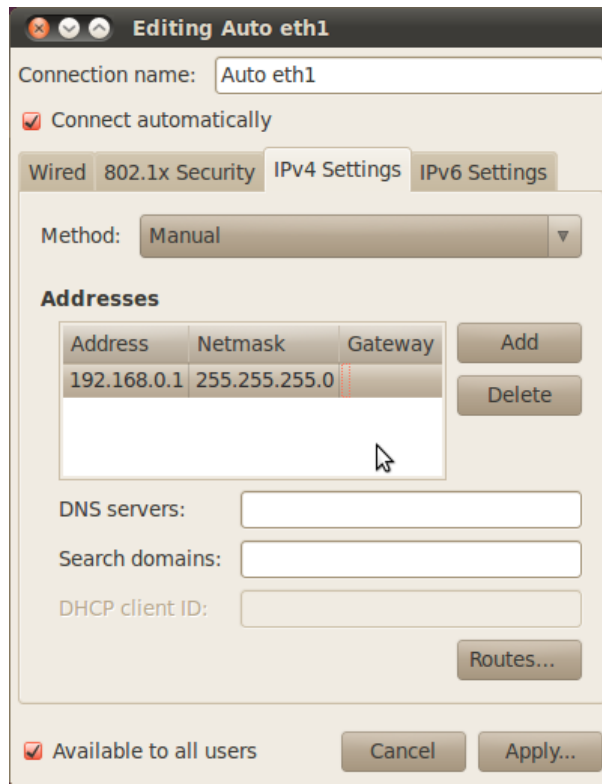 Editing Auto eth1
Connection name: Auto eth1
Connect automatically
Wired 802.1x Security IPv4 Settings IPv6 Settings
Method: Manual
Addresses
Address Netmask Gateway Add
192.168.0.1 255.255.255.0
Delete
DNS servers:
Search domains:
DHCP client ID:
Routes...
Available to all users Cancel Apply...